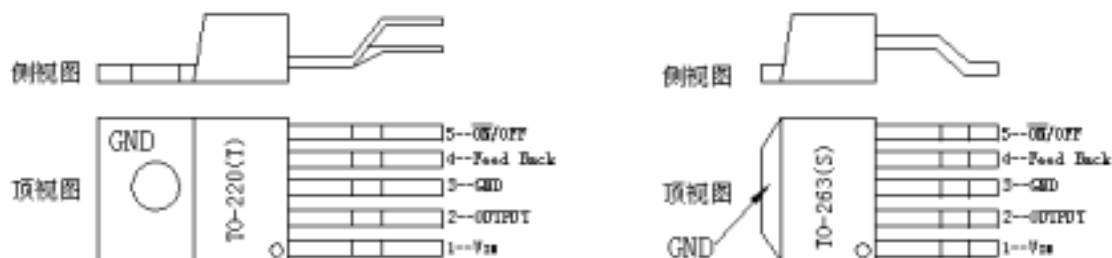 侧视图
侧视图
GND
TO-220(T)
顶视图
5--O̅N̅/OFF
4--Feed Back
3--GND
2--OUTPUT
1--Vin
顶视图
GND
TO-263(S)
5--O̅N̅/OFF
4--Feed Back
3--GND
2--OUTPUT
1--Vin